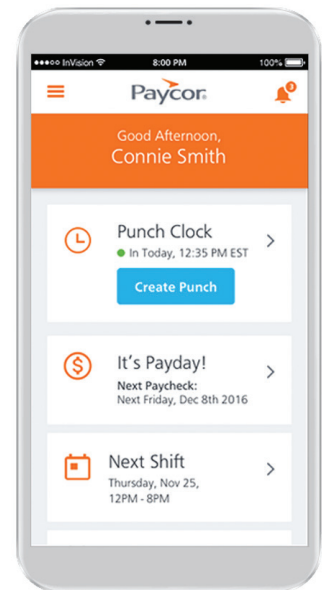 InVision 8:00 PM 100%
Paycor
3
Good Afternoon,
Connie Smith
Punch Clock
In Today, 12:35 PM EST
Create Punch
$
It's Payday!
Next Paycheck:
Next Friday, Dec 8th 2016
Next Shift
Thursday, Nov 25,
12PM - 8PM